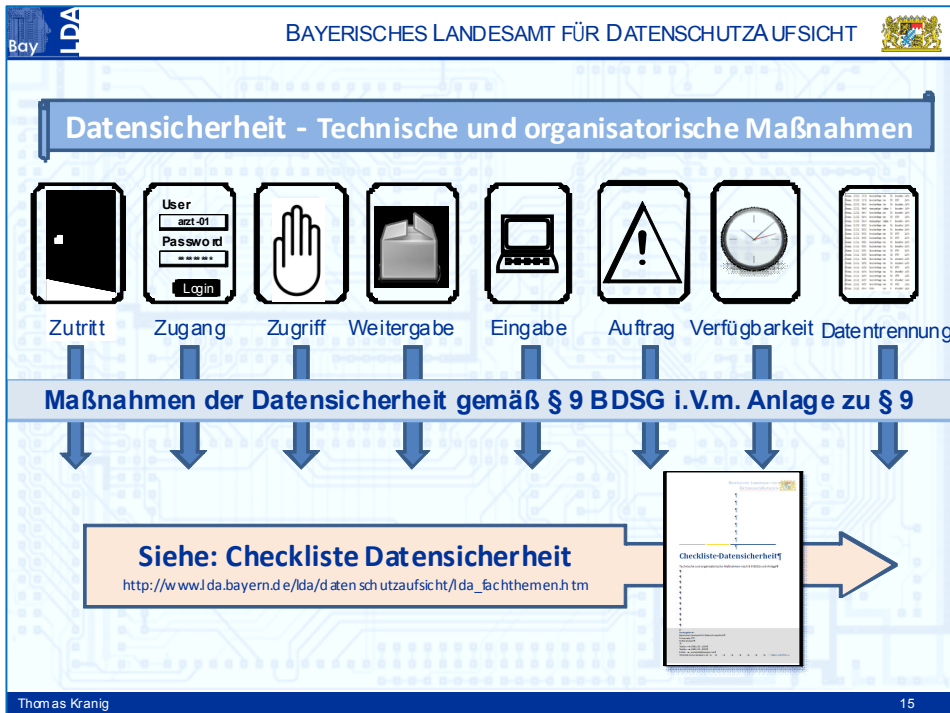 Bay LDA
BAYERISCHES LANDESAMT FÜR DATENSCHUTZAUFSICHT
Datensicherheit - Technische und organisatorische Maßnahmen
User
arzt-01
Password
******
Login
Zutritt
Zugang
Zugriff
Weitergabe
Eingabe
Auftrag
Verfügbarkeit
Datentrennung
Maßnahmen der Datensicherheit gemäß § 9 BDSG i.V.m. Anlage zu § 9
Siehe: Checkliste Datensicherheit
http://www.lda.bayern.de/lda/datenschutzaufsicht/lda_fachthemen.htm
Checkliste-Datensicherheit¶
Thomas Kranig
15